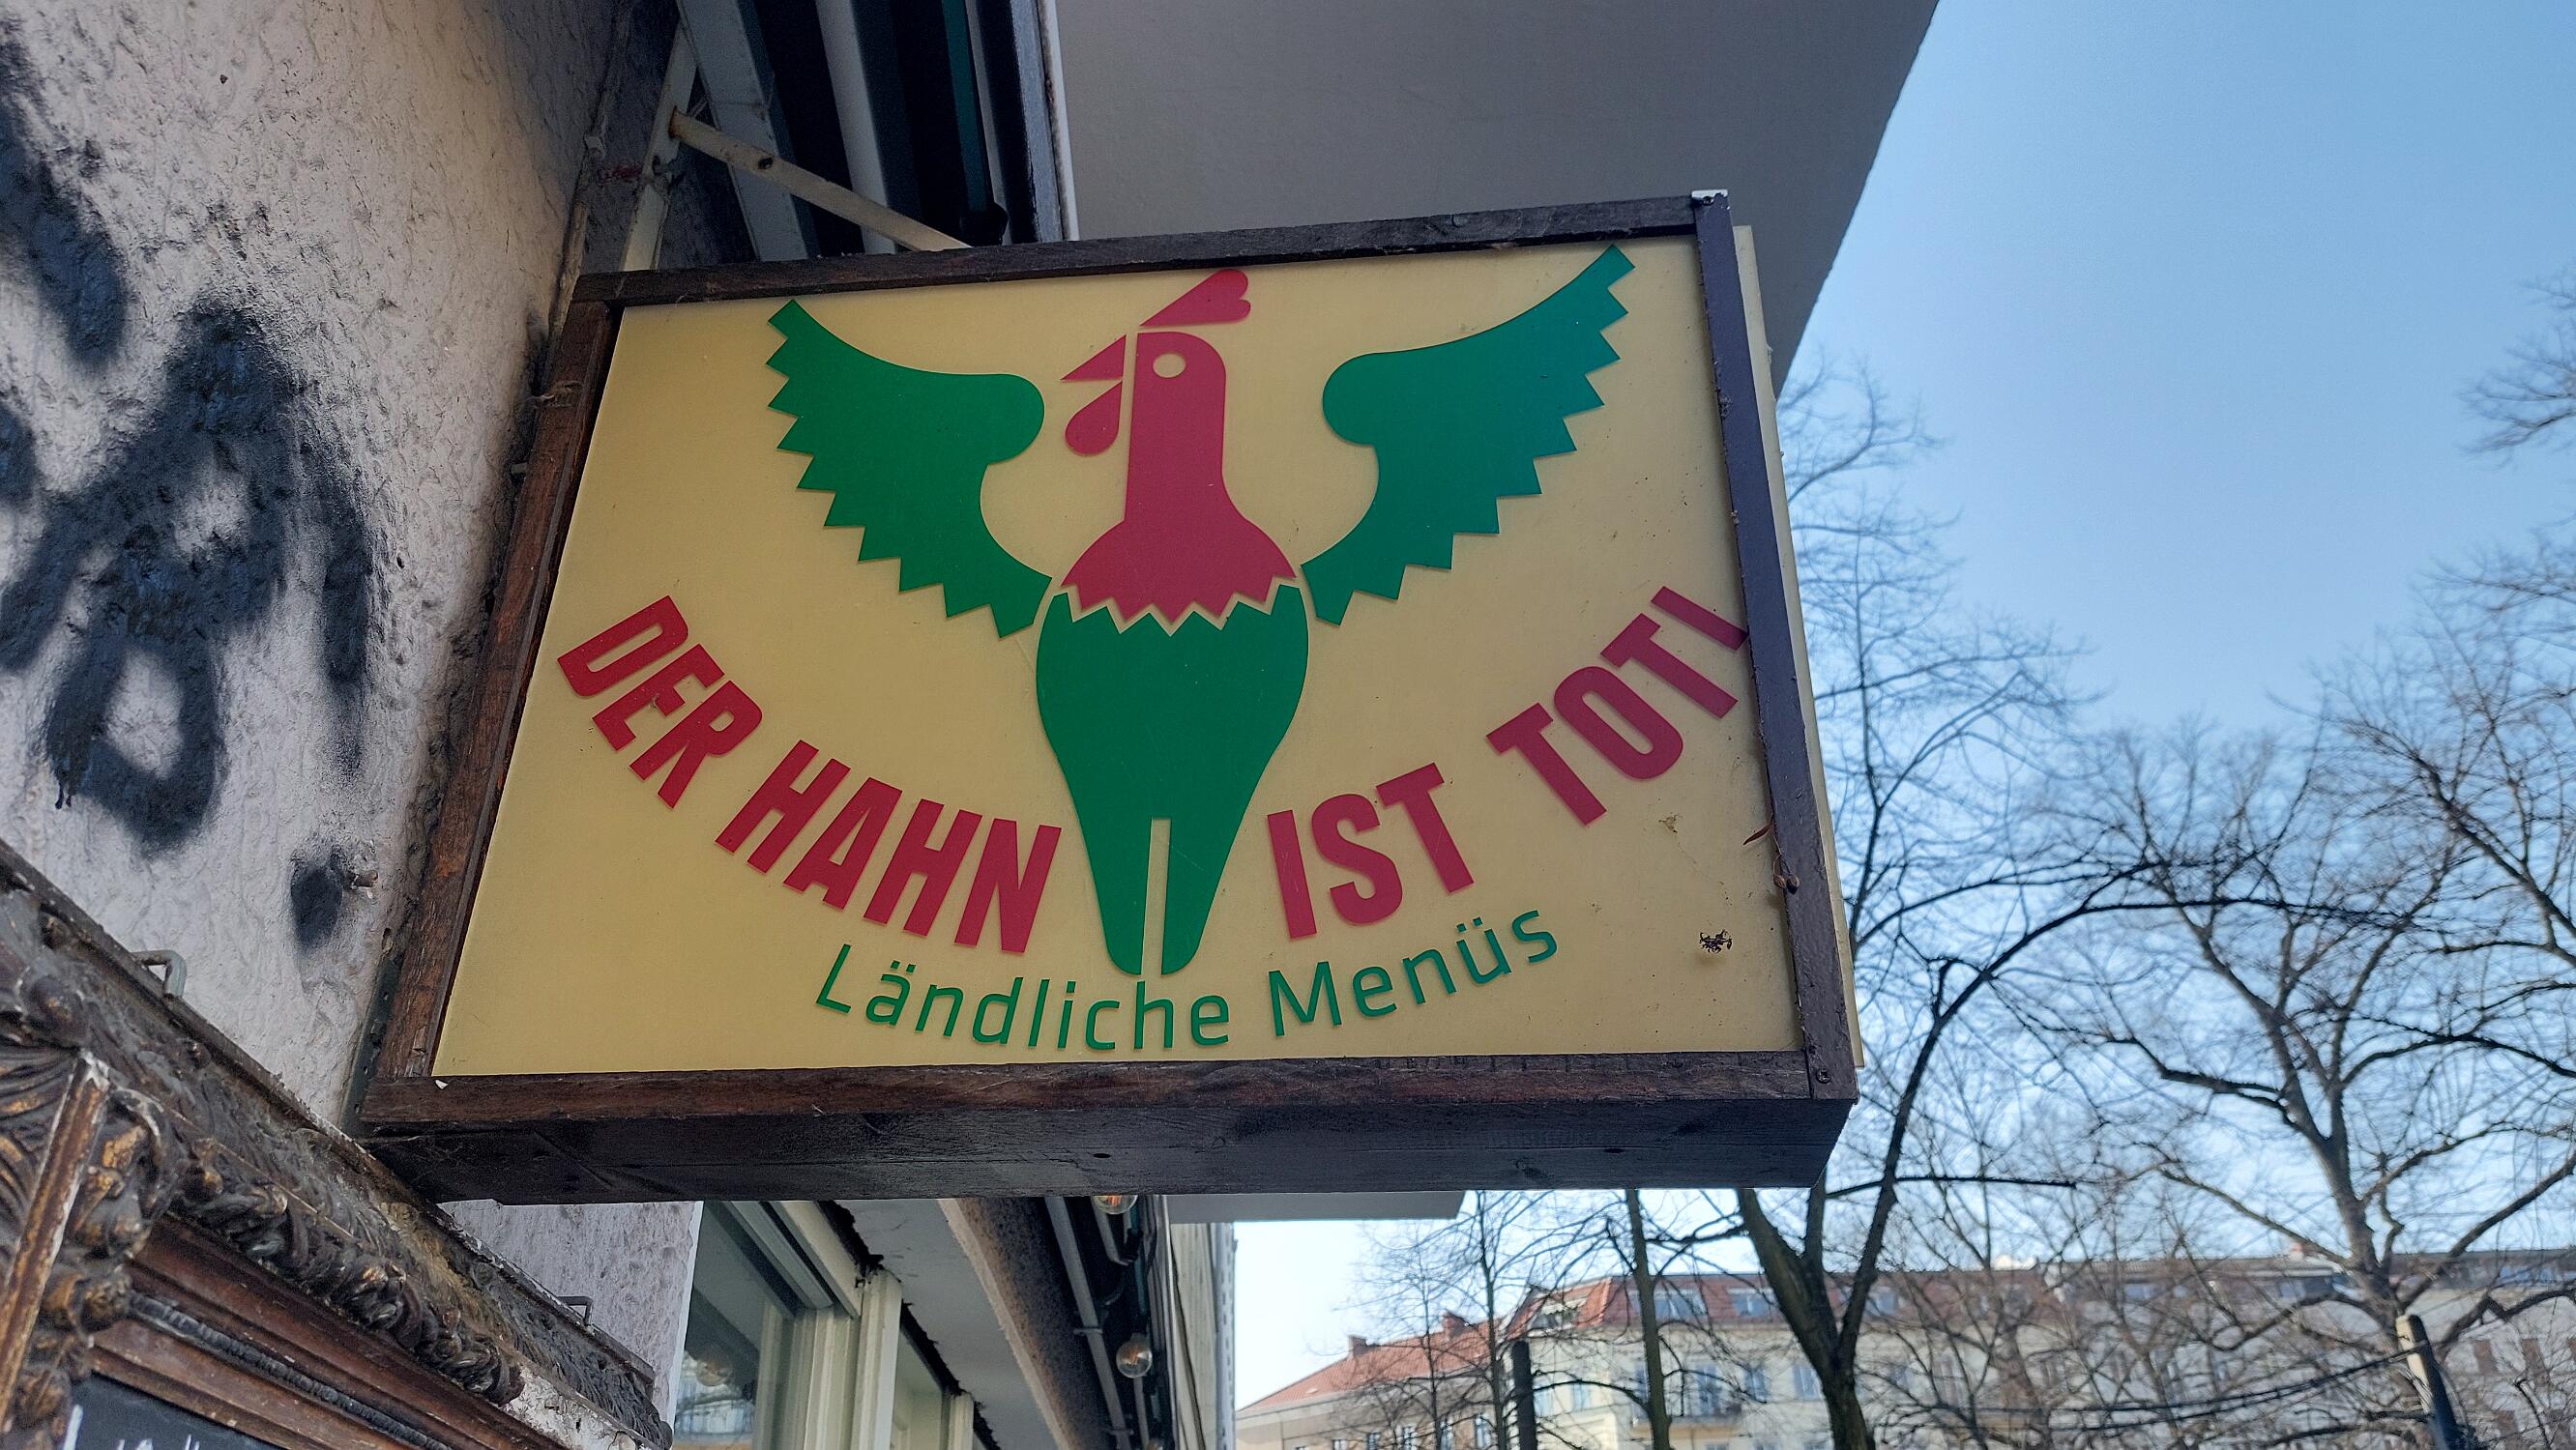 DER HAHN IST TOT!
Ländliche Menüs